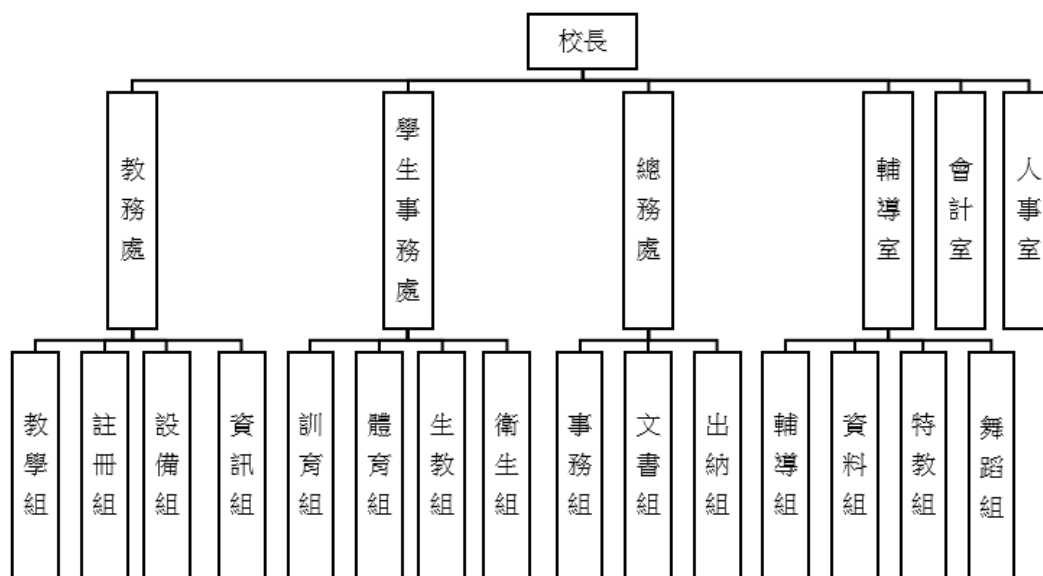 校長
教務處
學生事務處
總務處
輔導室
會計室
人事室
教學組
註冊組
設備組
資訊組
訓育組
體育組
生教組
衛生組
事務組
文書組
出納組
輔導組
資料組
特教組
舞蹈組